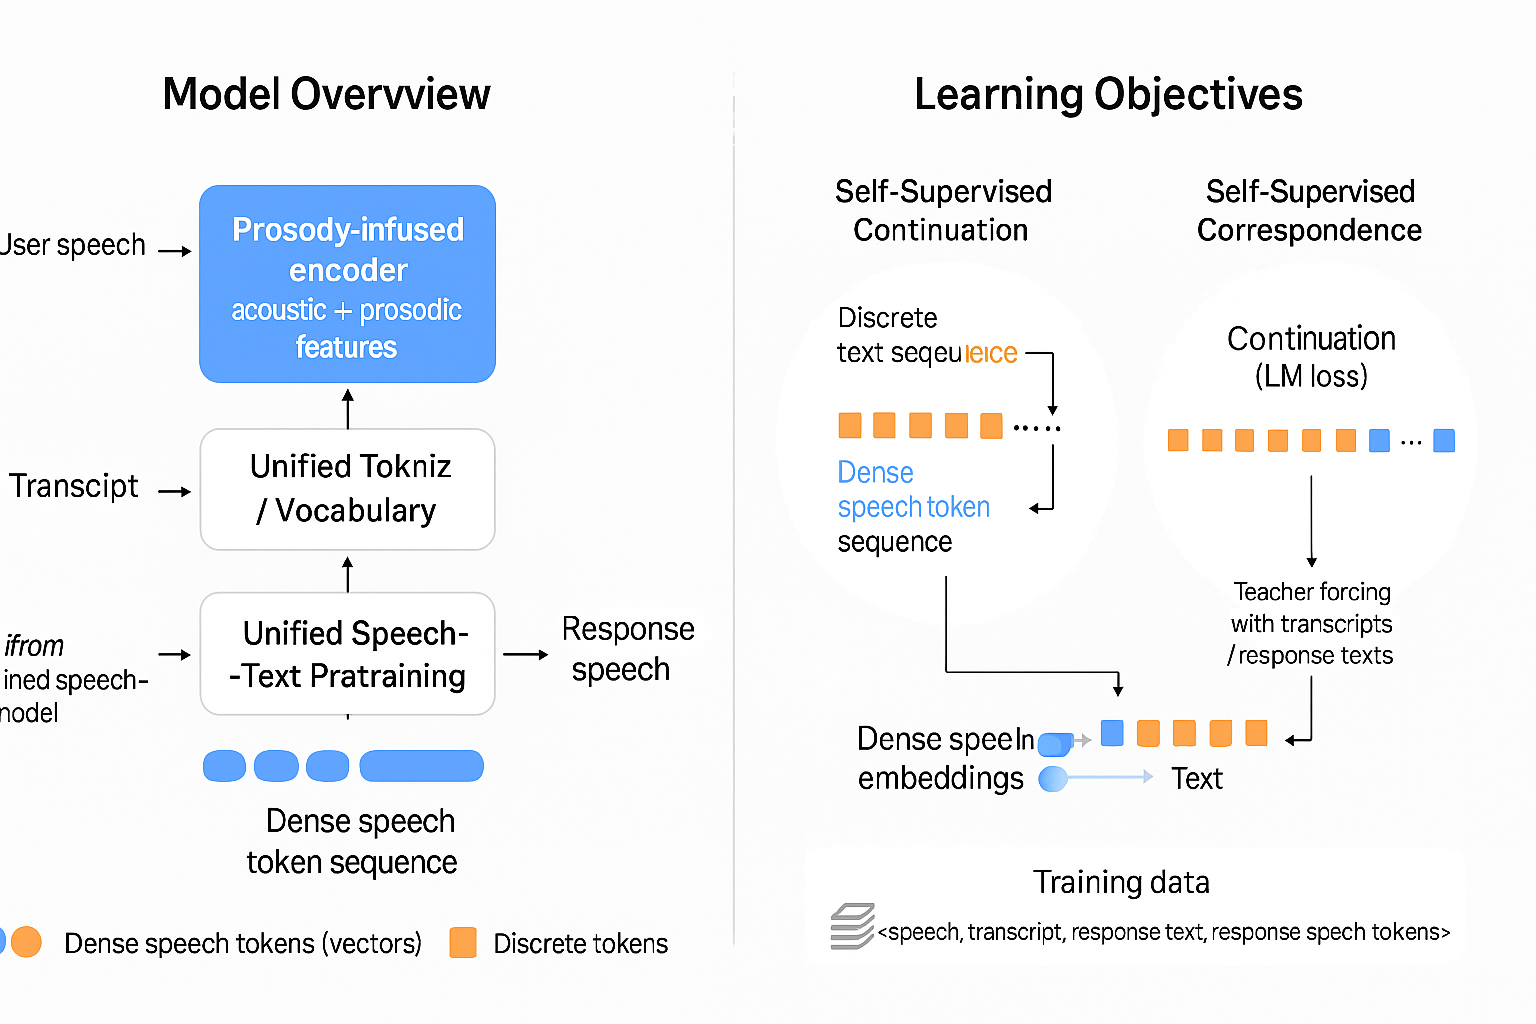 Model Overvview
User speech
Prosody-infused
encoder
acoustic + prosodic
features
Transcipt
Unified Tokniz
/ Vocabulary
ifrom
ined speech-
nodel
Unified Speech-
-Text Pratraining
Response
speech
Dense speech
token sequence
Dense speech tokens (vectors)
Discrete tokens
Learning Objectives
Self-Supervised
Continuation
Discrete
text seqeuleice
Dense
speech token
sequence
Self-Supervised
Correspondence
Continuation
(LM loss)
Teacher forcing
with transcripts
/ response texts
Dense speeln
embeddings
Text
Training data
<speech, transcript, response text, response spech tokens>